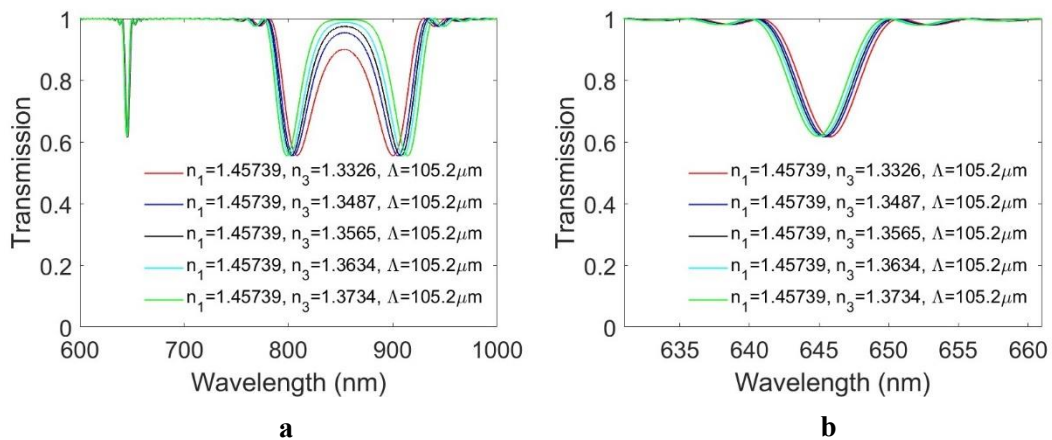 1
0.8
0.6
0.4
0.2
0
Transmission
n1=1.45739, n3=1.3326, Λ=105.2μm
n1=1.45739, n3=1.3487, Λ=105.2μm
n1=1.45739, n3=1.3565, Λ=105.2μm
n1=1.45739, n3=1.3634, Λ=105.2μm
n1=1.45739, n3=1.3734, Λ=105.2μm
600 700 800 900 1000
Wavelength (nm)
a
1
0.8
0.6
0.4
0.2
0
Transmission
n1=1.45739, n3=1.3326, Λ=105.2μm
n1=1.45739, n3=1.3487, Λ=105.2μm
n1=1.45739, n3=1.3565, Λ=105.2μm
n1=1.45739, n3=1.3634, Λ=105.2μm
n1=1.45739, n3=1.3734, Λ=105.2μm
635 640 645 650 655 660
Wavelength (nm)
b